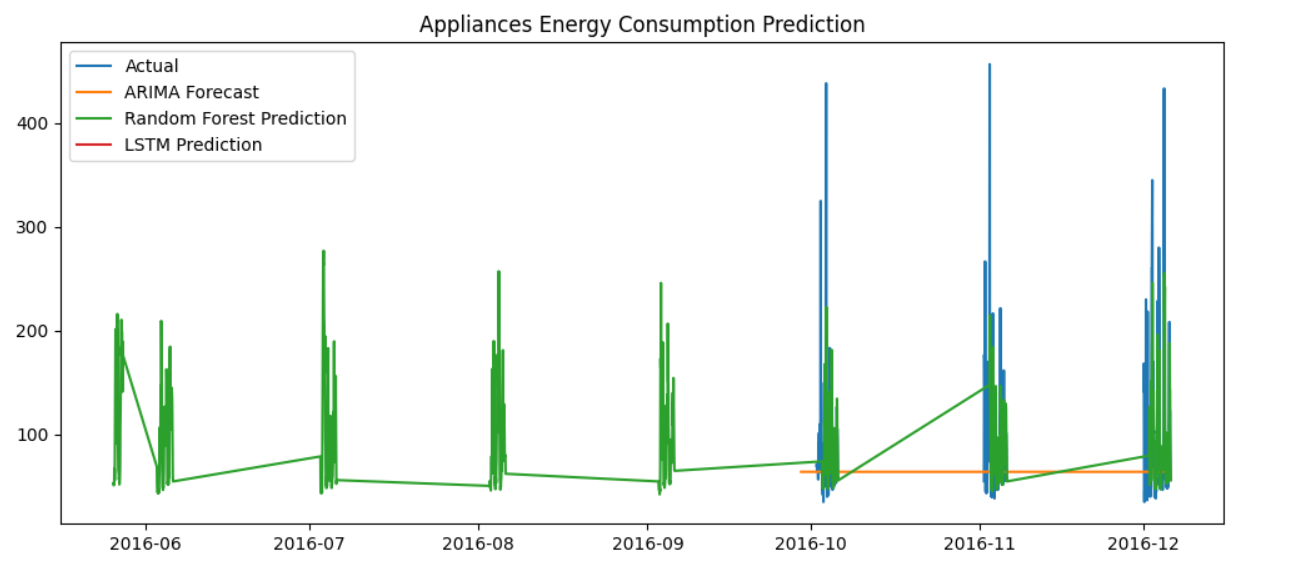 Appliances Energy Consumption Prediction
Actual
ARIMA Forecast
Random Forest Prediction
LSTM Prediction
400
300
200
100
2016-06 2016-07 2016-08 2016-09 2016-10 2016-11 2016-12